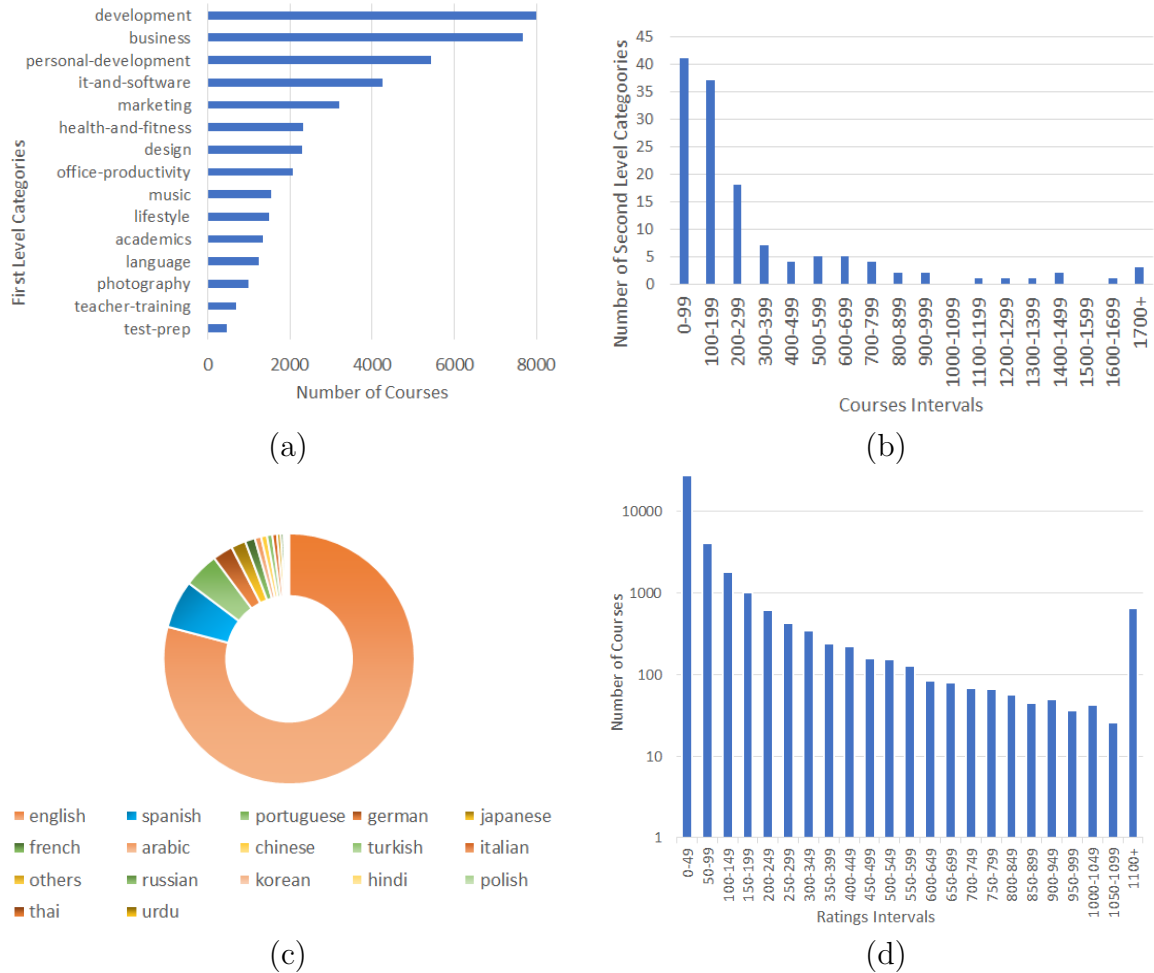 First Level Categories
development
business
personal-development
it-and-software
marketing
health-and-fitness
design
office-productivity
music
lifestyle
academics
language
photography
teacher-training
test-prep
0 2000 4000 6000 8000
Number of Courses
(a)
Number of Second Level Categoories
45
40
35
30
25
20
15
10
5
0
0-99
100-199
200-299
300-399
400-499
500-599
600-699
700-799
800-899
900-999
1000-1099
1100-1199
1200-1299
1300-1399
1400-1499
1500-1599
1600-1699
1700+
Courses Intervals
(b)
english spanish portuguese german japanese
french arabic chinese turkish italian
others russian korean hindi polish
thai urdu
(c)
Number of Courses
10000
1000
100
10
1
0-49
50-99
100-149
150-199
200-249
250-299
300-349
350-399
400-449
450-499
500-549
550-599
600-649
650-699
700-749
750-799
800-849
850-899
900-949
950-999
1000-1049
1050-1099
1100+
Ratings Intervals
(d)